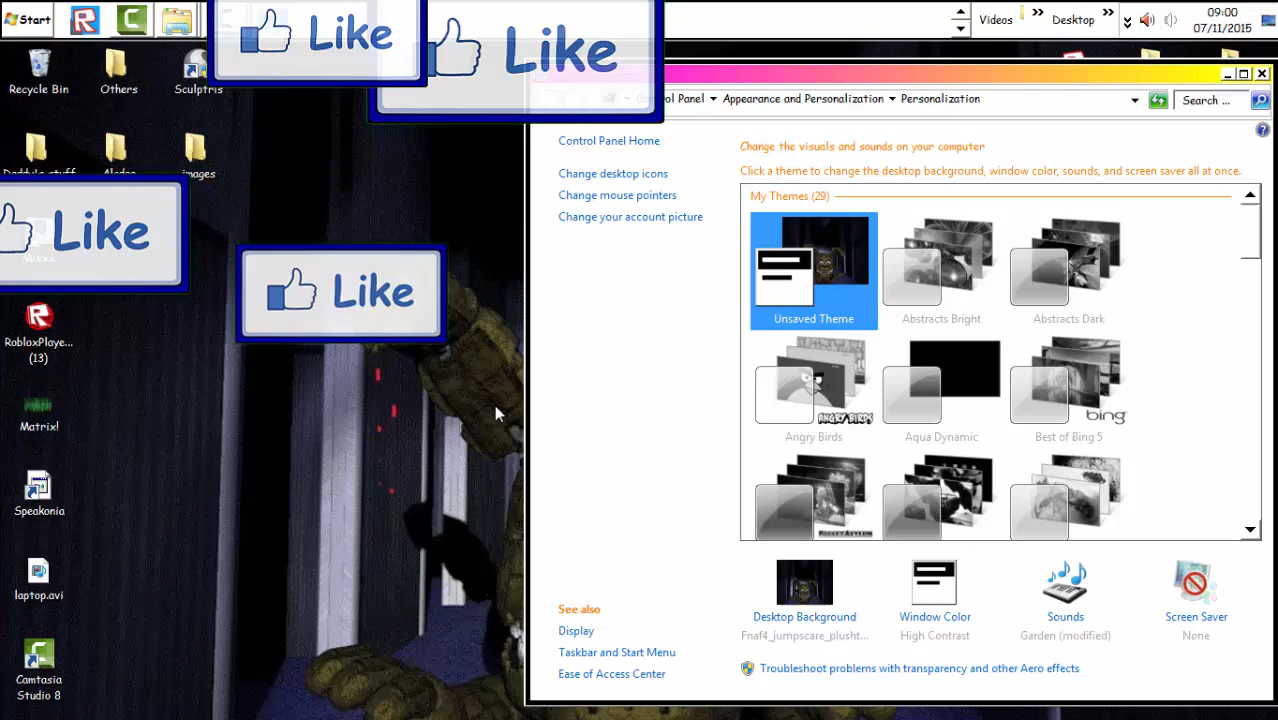 Start
Videos
Desktop
09:00
07/11/2015
Like
Like
Like
Like
Recycle Bin
Others
Sculptris
images
RobloxPlaye...
(13)
Matrix!
Speakonia
laptop.avi
Camtasia
Studio 8
Panel
Appearance and Personalization
Personalization
Search ...
Control Panel Home
Change desktop icons
Change mouse pointers
Change your account picture
See also
Display
Taskbar and Start Menu
Ease of Access Center
Change the visuals and sounds on your computer
Click a theme to change the desktop background, window color, sounds, and screen saver all at once.
My Themes (29)
Unsaved Theme
Abstracts Bright
Abstracts Dark
ANGRY BIRDS
bing
Angry Birds
Aqua Dynamic
Best of Bing 5
Desktop Background
Fnaf4_jumpscare_plusht...
Window Color
High Contrast
Sounds
Garden (modified)
Screen Saver
None
Troubleshoot problems with transparency and other Aero effects